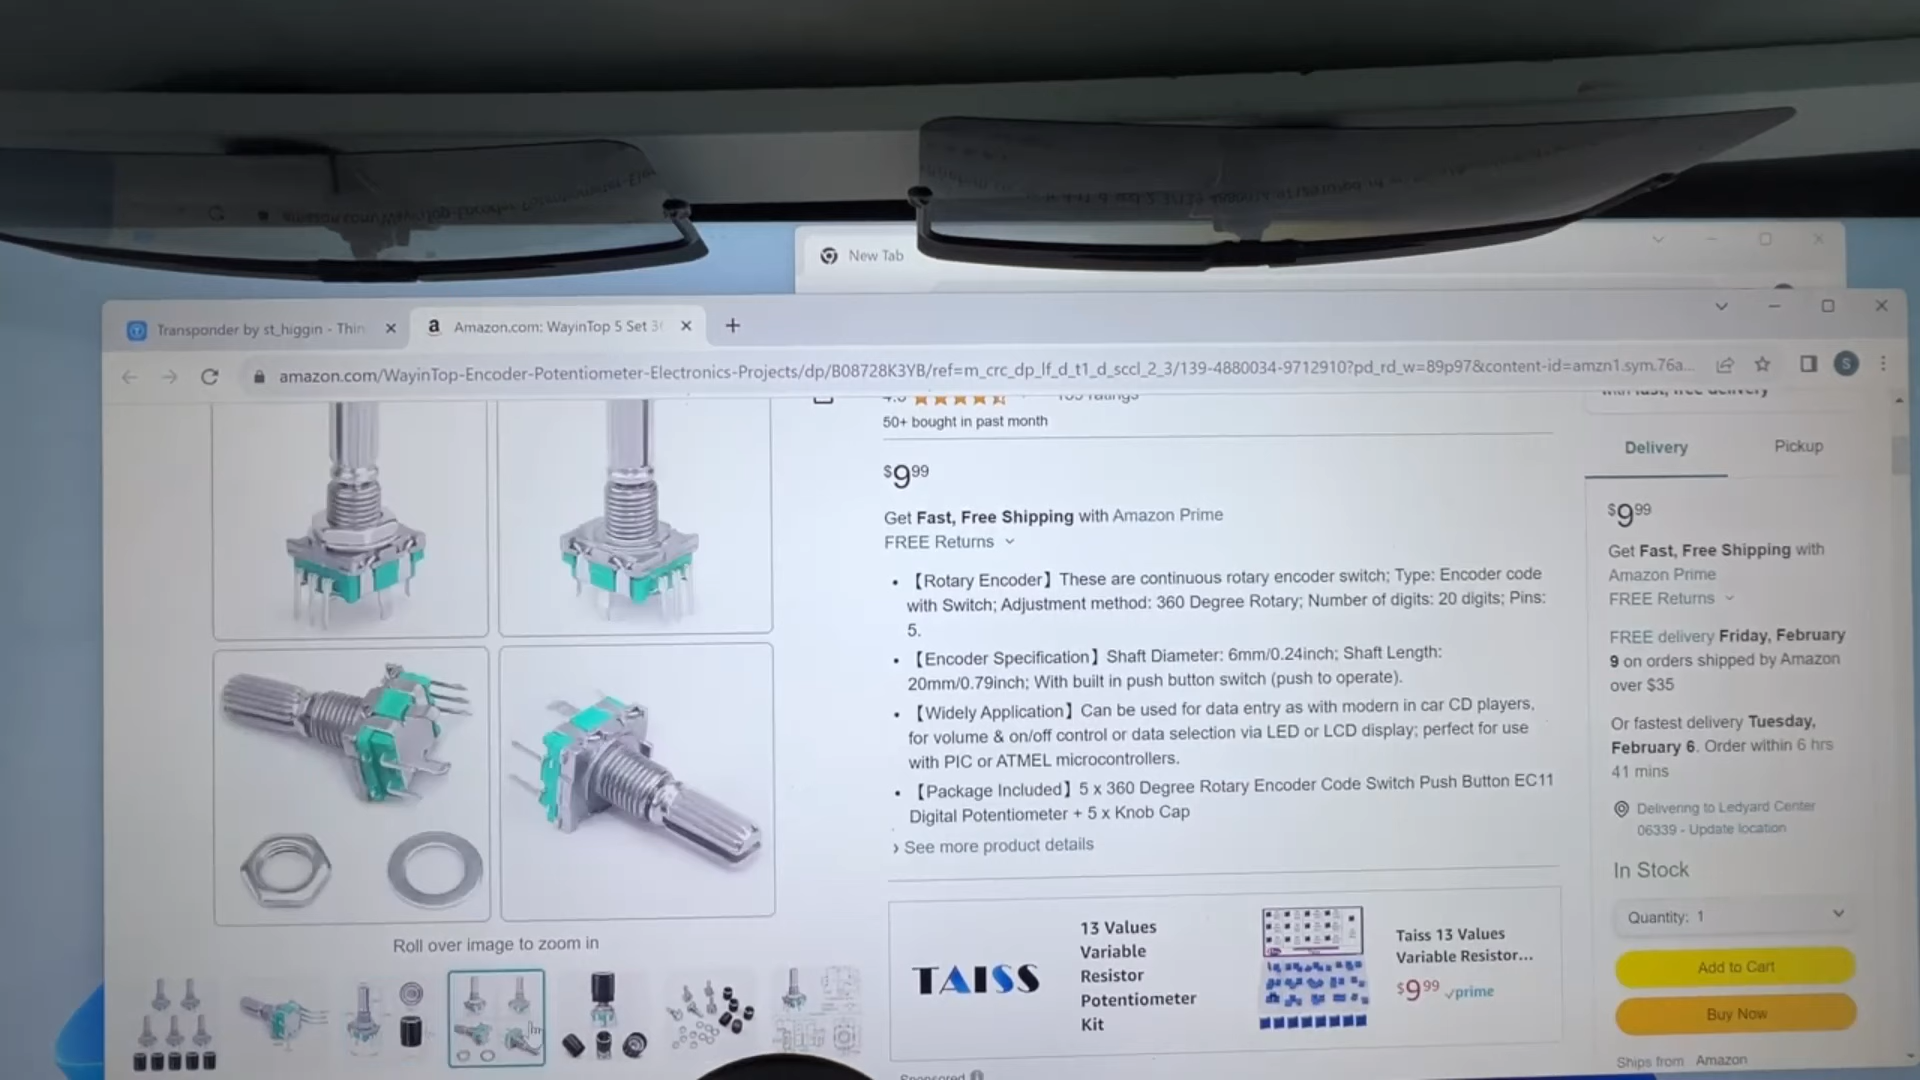 New Tab
Transponder by st_higgin - Thin
Amazon.com: WayinTop 5 Set 36
amazon.com/WayinTop-Encoder-Potentiometer-Electronics-Projects/dp/B08728K3YB/ref=m_crc_dp_lf_d_t1_d_sccl_2_3/139-4880034-9712910?pd_rd_w=89p97&content-id=amzn1.sym.76a...
S
50+ bought in past month
$9.99
Get Fast, Free Shipping with Amazon Prime
FREE Returns
• 【Rotary Encoder】These are continuous rotary encoder switch; Type: Encoder code
with Switch; Adjustment method: 360 Degree Rotary; Number of digits: 20 digits; Pins:
5.
• 【Encoder Specification】Shaft Diameter: 6mm/0.24inch; Shaft Length:
20mm/0.79inch; With built in push button switch (push to operate).
• 【Widely Application】Can be used for data entry as with modern in car CD players,
for volume & on/off control or data selection via LED or LCD display; perfect for use
with PIC or ATMEL microcontrollers.
• 【Package Included】5 x 360 Degree Rotary Encoder Code Switch Push Button EC11
Digital Potentiometer + 5 x Knob Cap
› See more product details
Roll over image to zoom in
TAISS
13 Values
Variable
Resistor
Potentiometer
Kit
Taiss 13 Values
Variable Resistor...
$9.99 ✓prime
Sponsored
Delivery
Pickup
$9.99
Get Fast, Free Shipping with
Amazon Prime
FREE Returns
FREE delivery Friday, February
9 on orders shipped by Amazon
over $35
Or fastest delivery Tuesday,
February 6. Order within 6 hrs
41 mins
Delivering to Ledyard Center
06339 - Update location
In Stock
Quantity: 1
Add to Cart
Buy Now
Ships from Amazon